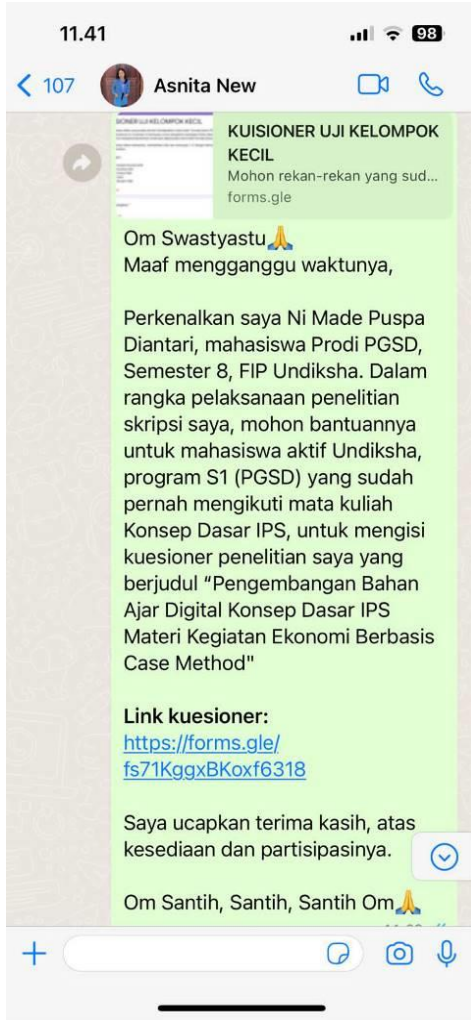 11.41
98
107
Asnita New
KUISIONER UJI KELOMPOK
KECIL
Mohon rekan-rekan yang sud...
forms.gle
Om Swastyastu🙏
Maaf mengganggu waktunya,
Perkenalkan saya Ni Made Puspa
Diantari, mahasiswa Prodi PGSD,
Semester 8, FIP Undiksha. Dalam
rangka pelaksanaan penelitian
skripsi saya, mohon bantuannya
untuk mahasiswa aktif Undiksha,
program S1 (PGSD) yang sudah
pernah mengikuti mata kuliah
Konsep Dasar IPS, untuk mengisi
kuesioner penelitian saya yang
berjudul “Pengembangan Bahan
Ajar Digital Konsep Dasar IPS
Materi Kegiatan Ekonomi Berbasis
Case Method"
Link kuesioner:
https://forms.gle/
fs71KggxBKoxf6318
Saya ucapkan terima kasih, atas
kesediaan dan partisipasinya.
Om Santih, Santih, Santih Om🙏